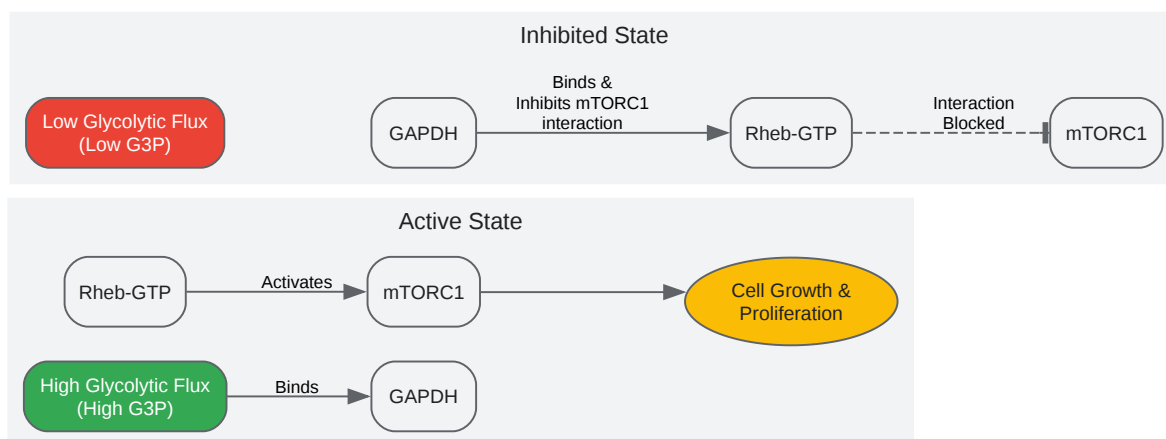 Inhibited State
Low Glycolytic Flux
(Low G3P)
GAPDH
Binds &
Inhibits mTORC1
interaction
Rheb-GTP
Interaction
Blocked
mTORC1
Active State
Rheb-GTP
Activates
mTORC1
Cell Growth &
Proliferation
High Glycolytic Flux
(High G3P)
Binds
GAPDH